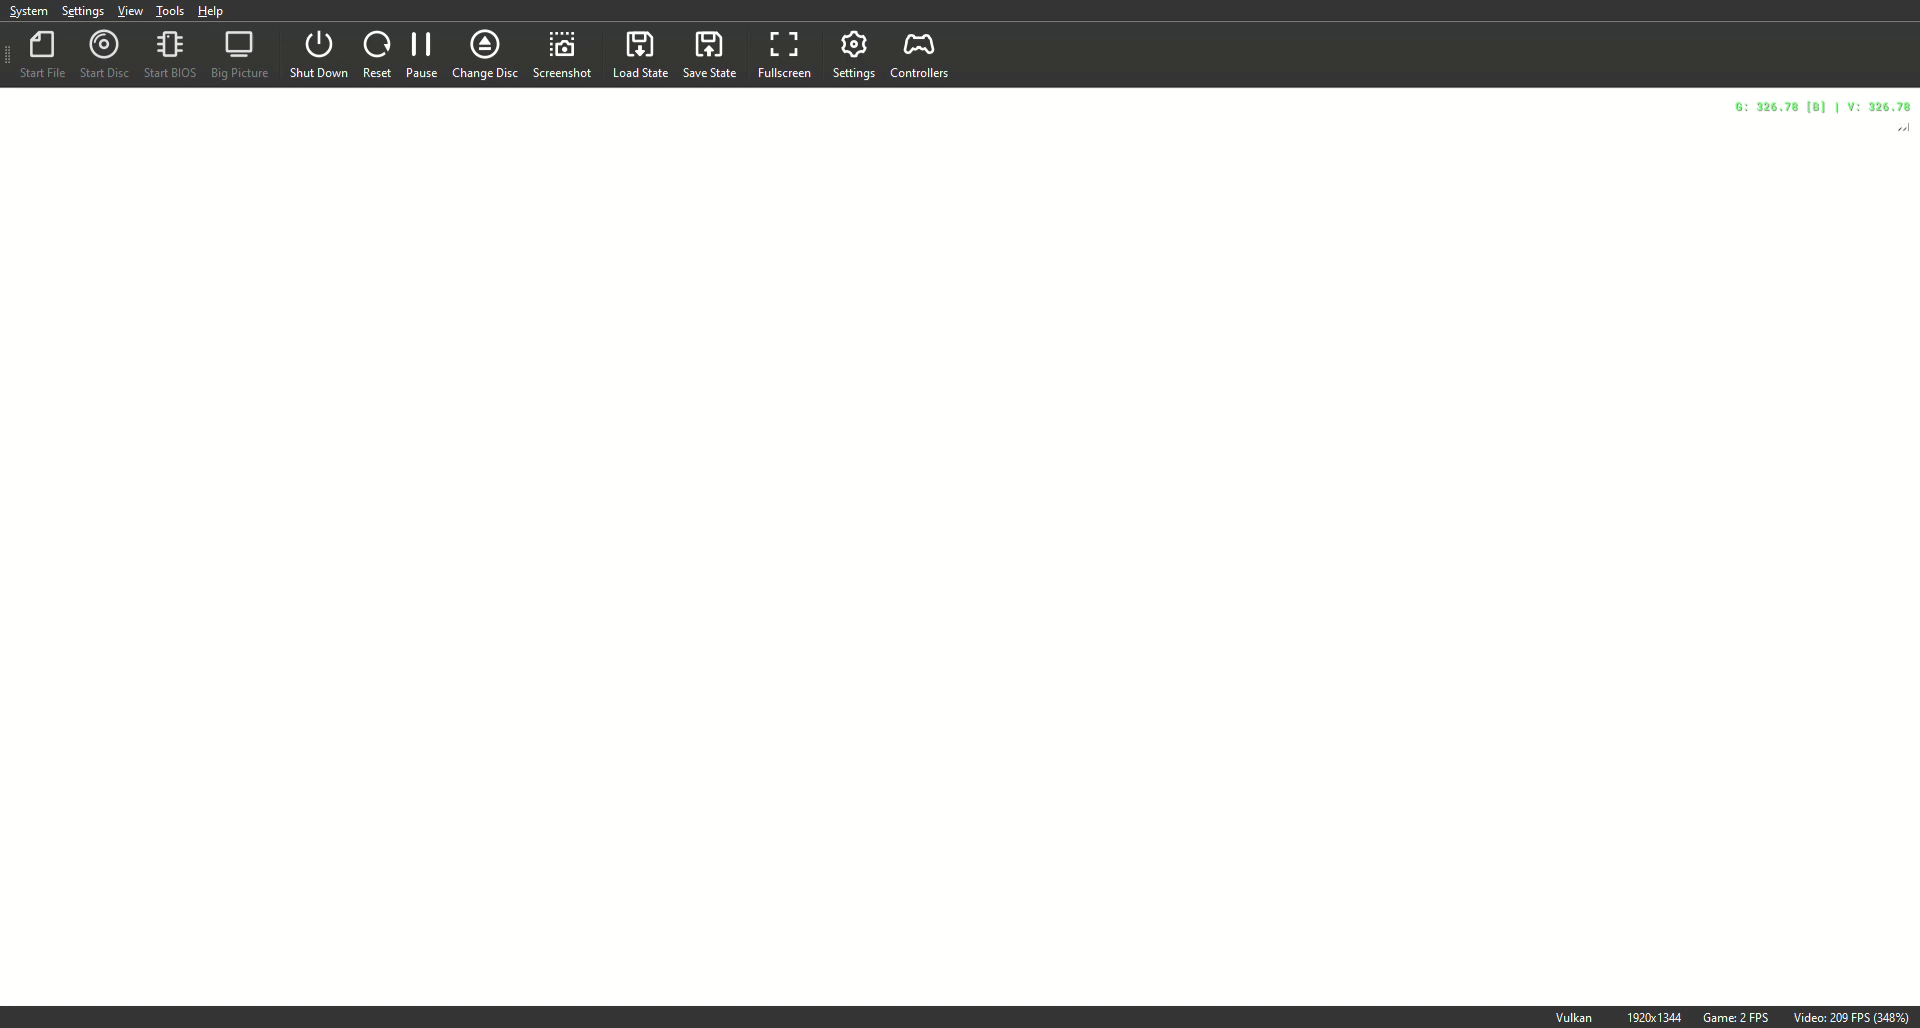 System Settings View Tools Help
Start File Start Disc Start BIOS Big Picture Shut Down Reset Pause Change Disc Screenshot Load State Save State Fullscreen Settings Controllers
G: 326.78 [B] | V: 326.78
Vulkan 1920x1344 Game: 2 FPS Video: 209 FPS (348%)